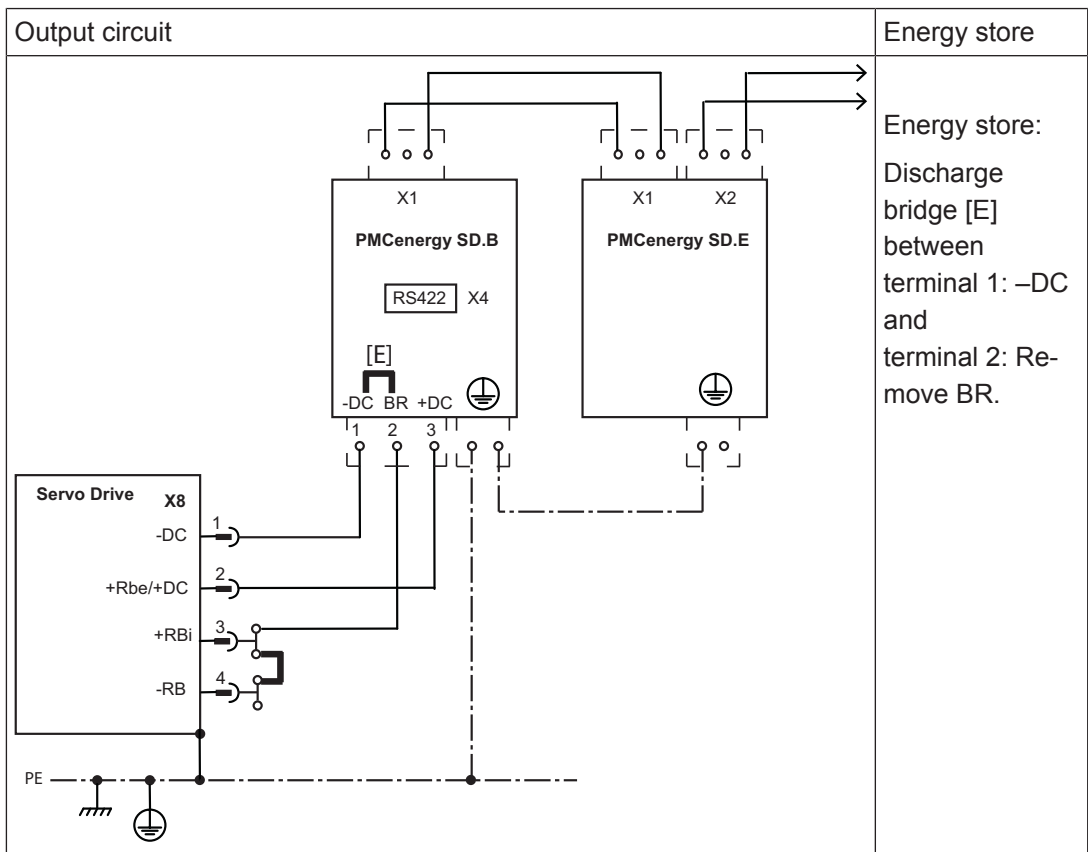 Output circuit
Energy store
Energy store:
Discharge
bridge [E]
between
terminal 1: –DC
and
terminal 2: Re-
move BR.
X1
PMCenergy SD.B
RS422
X4
[E]
-DC BR +DC
1 2 3
X1 X2
PMCenergy SD.E
Servo Drive
X8
-DC 1
+Rbe/+DC 2
+RBi 3
-RB 4
PE